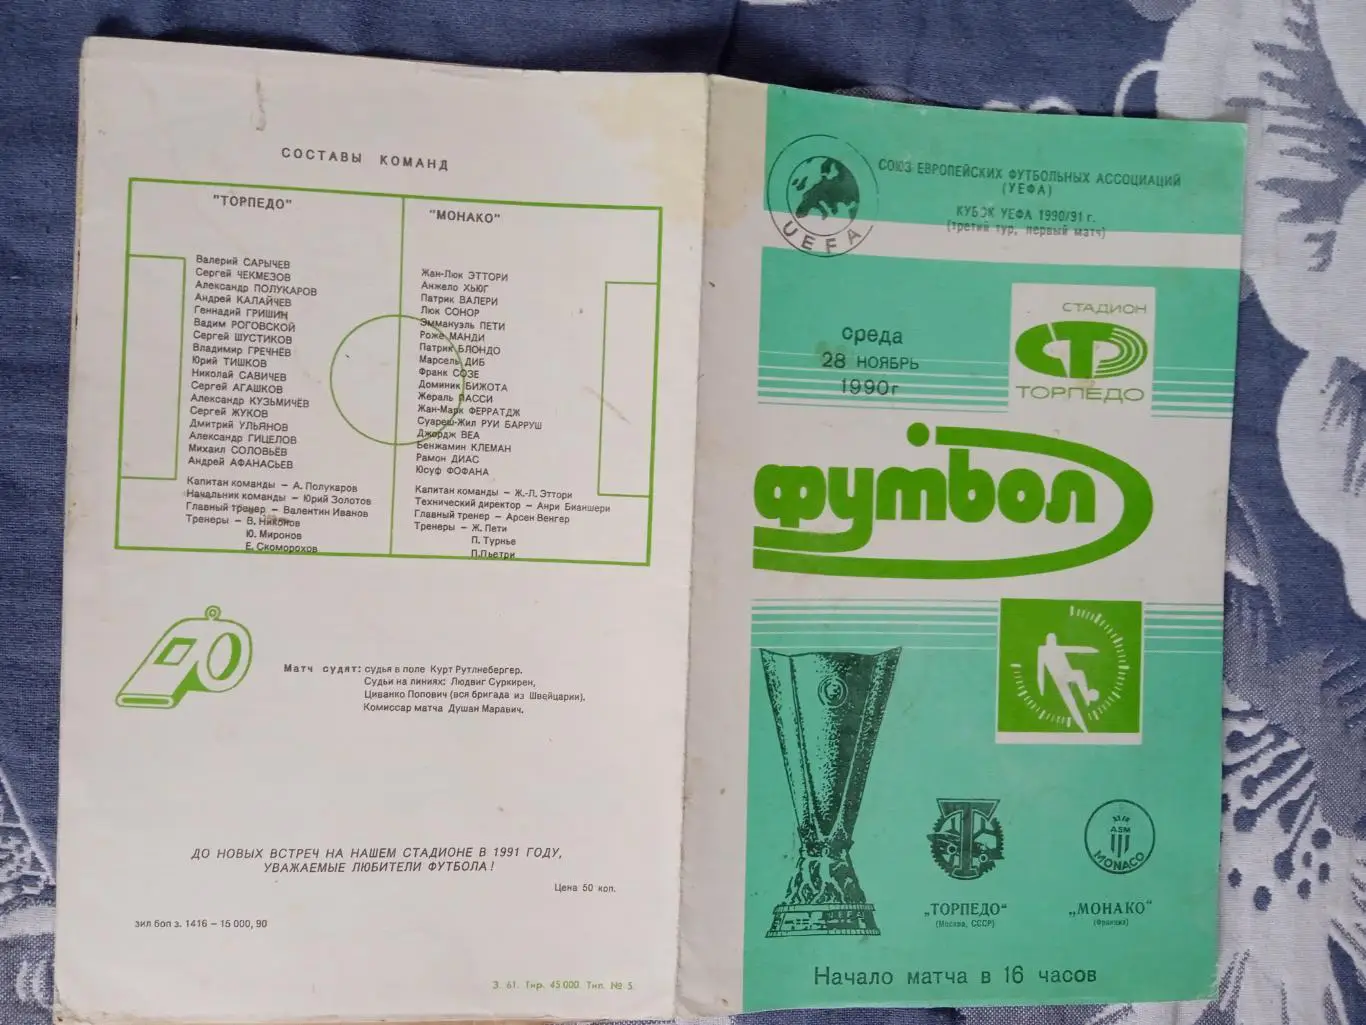 СОСТАВЫ КОМАНД
"ТОРПЕДО"
Валерий САРЫЧЕВ
Сергей ЧЕКМЕЗОВ
Александр ПОЛУКАРОВ
Андрей КАЛАЙЧЕВ
Геннадий ГРИШИН
Вадим РОГОВСКОЙ
Сергей ШУСТИКОВ
Владимир ГРЕЧНЕВ
Юрий ТИШКОВ
Николай САВИЧЕВ
Сергей АГАШКОВ
Александр КУЗЬМИЧЕВ
Сергей ЖУКОВ
Дмитрий УЛЬЯНОВ
Александр ГИЦЕЛОВ
Михаил СОЛОВЬЕВ
Андрей АФАНАСЬЕВ
Капитан команды – А. Полукаров
Начальник команды – Юрий Золотов
Главный тренер – Валентин Иванов
Тренеры – В. Никонов
Ю. Миронов
Е. Скоморохов
"МОНАКО"
Жан-Люк ЭТТОРИ
Анжело ХЬЮГ
Патрик ВАЛЕРИ
Люк СОНОР
Эммануэль ПЕТИ
Роже МАНДИ
Патрик БЛОНДО
Марсель ДИБ
Франк СОЗЕ
Доминик БИЖОТА
Жераль ПАССИ
Жан-Марк ФЕРРАТДЖ
Суареш-Жил РУИ БАРРУШ
Джордж ВЕА
Бенжамин КЛЕМАН
Рамон ДИАС
Юсуф ФОФАНА
Капитан команды – Ж.-Л. Эттори
Технический директор – Анри Бианшери
Главный тренер – Арсен Венгер
Тренеры – Ж. Пети
П. Турнье
П.Пьетри
Матч судят: судья в поле Курт Рутлнебергер.
Судьи на линиях: Людвиг Суркирен,
Циванко Попович (вся бригада из Швейцарии).
Комиссар матча Душан Маравич.
ДО НОВЫХ ВСТРЕЧ НА НАШЕМ СТАДИОНЕ В 1991 ГОДУ,
УВАЖАЕМЫЕ ЛЮБИТЕЛИ ФУТБОЛА!
Цена 50 коп.
зил боп з. 1416 – 15 000, 90
З. 61. Тир. 45 000. Тип. № 5.
UEFA
СОЮЗ ЕВРОПЕЙСКИХ ФУТБОЛЬНЫХ АССОЦИАЦИЙ
(УЕФА)
КУБОК УЕФА 1990/91 г.
(третий тур, первый матч)
среда
28 НОЯБРЬ
1990г
СТАДИОН
ТОРПЕДО
футбол
UEFA
ASM
MONACO
„ТОРПЕДО"
(Москва, СССР)
„МОНАКО"
(Франция)
Начало матча в 16 часов